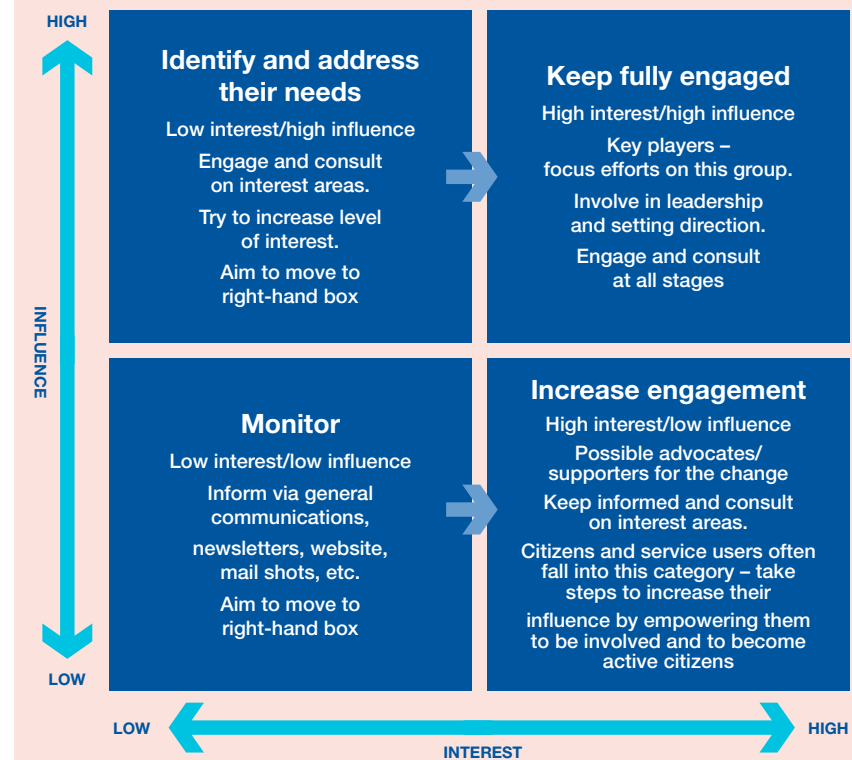 HIGH
Identify and address
their needs
Low interest/high influence
Engage and consult
on interest areas.
Try to increase level
of interest.
Aim to move to
right-hand box
Keep fully engaged
High interest/high influence
Key players –
focus efforts on this group.
Involve in leadership
and setting direction.
Engage and consult
at all stages
INFLUENCE
Monitor
Low interest/low influence
Inform via general
communications,
newsletters, website,
mail shots, etc.
Aim to move to
right-hand box
Increase engagement
High interest/low influence
Possible advocates/
supporters for the change
Keep informed and consult
on interest areas.
Citizens and service users often
fall into this category – take
steps to increase their
influence by empowering them
to be involved and to become
active citizens
LOW
LOW
HIGH
INTEREST